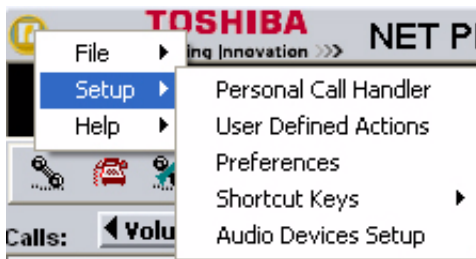 TOSHIBA
ing Innovation >>> NET P
File
Setup
Help
Personal Call Handler
User Defined Actions
Preferences
Shortcut Keys
Audio Devices Setup
Calls: Volu